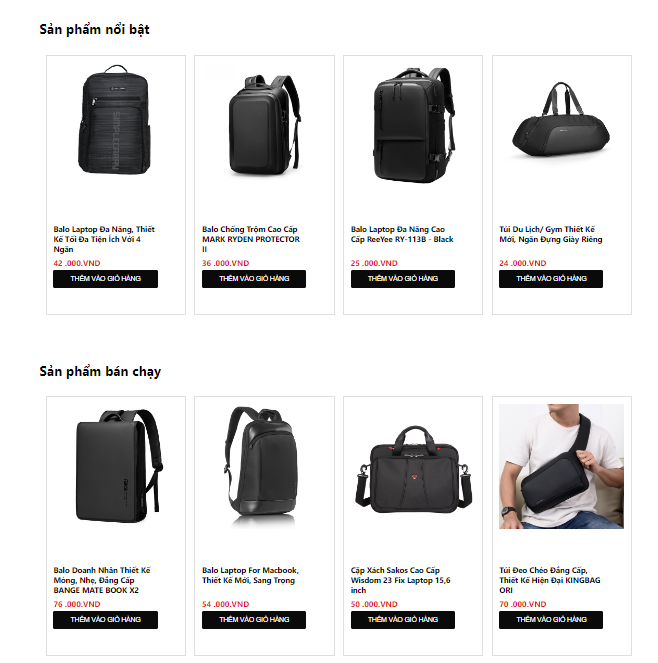 Sản phẩm nổi bật
Balo Laptop Đa Năng, Thiết
Kế Tối Đa Tiện Ích Với 4
Ngăn
42 .000.VND
THÊM VÀO GIỎ HÀNG
Balo Chống Trộm Cao Cấp
MARK RYDEN PROTECTOR
II
36 .000.VND
THÊM VÀO GIỎ HÀNG
Balo Laptop Đa Năng Cao
Cấp ReeYee RY-113B - Black
25 .000.VND
THÊM VÀO GIỎ HÀNG
Túi Du Lịch/ Gym Thiết Kế
Mới, Ngăn Đựng Giày Riêng
24 .000.VND
THÊM VÀO GIỎ HÀNG
Sản phẩm bán chạy
Balo Doanh Nhân Thiết Kế
Mỏng, Nhẹ, Đẳng Cấp
BANGE MATE BOOK X2
76 .000.VND
THÊM VÀO GIỎ HÀNG
Balo Laptop For Macbook,
Thiết Kế Mới, Sang Trọng
54 .000.VND
THÊM VÀO GIỎ HÀNG
Cặp Xách Sakos Cao Cấp
Wisdom 23 Fix Laptop 15,6
inch
50 .000.VND
THÊM VÀO GIỎ HÀNG
Túi Đeo Chéo Đẳng Cấp,
Thiết Kế Hiện Đại KINGBAG
ORI
70 .000.VND
THÊM VÀO GIỎ HÀNG